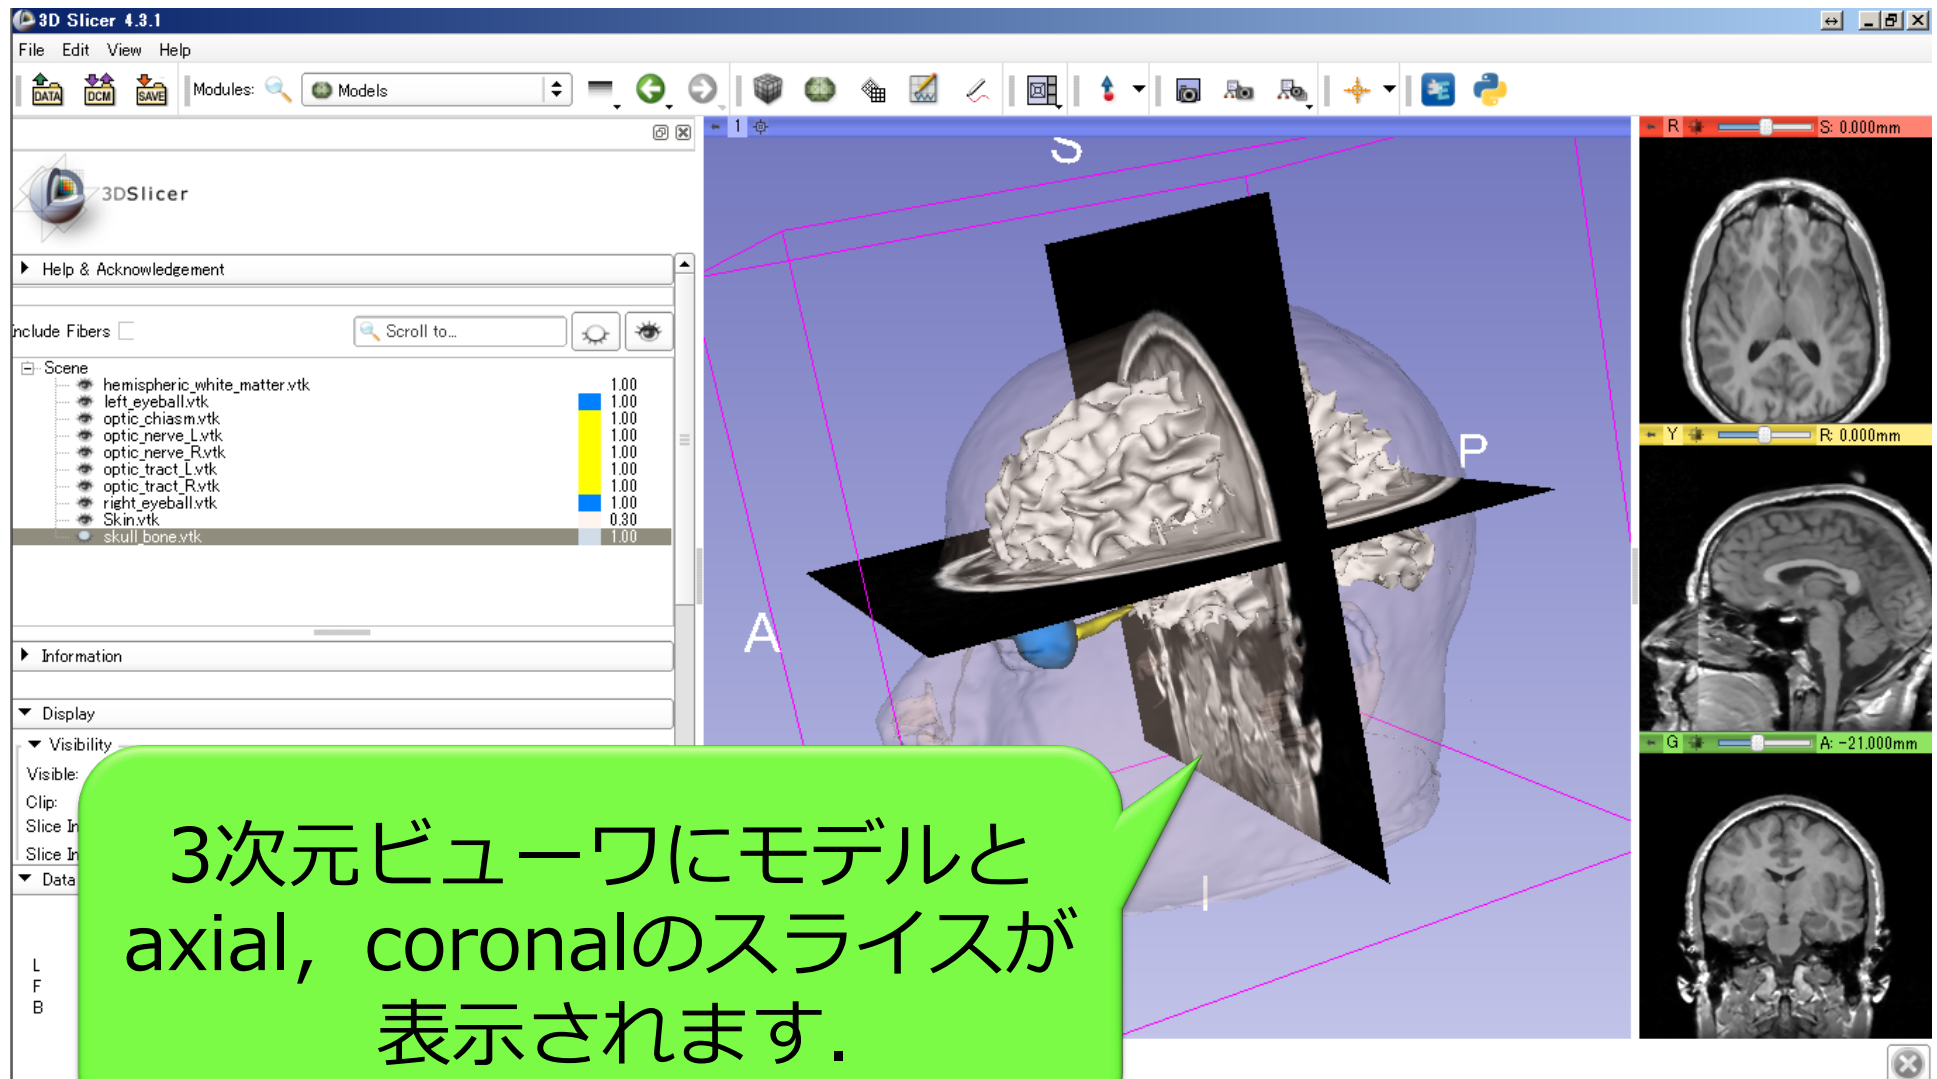 3D Slicer 4.3.1
File Edit View Help
DATA DCM SAVE Modules: Models
1
R S: 0.000mm
3DSlicer
Help & Acknowledgement
Include Fibers Scroll to...
Scene
hemispheric_white_matter.vtk 1.00
left_eyeball.vtk 1.00
optic_chiasm.vtk 1.00
optic_nerve_L.vtk 1.00
optic_nerve_R.vtk 1.00
optic_tract_L.vtk 1.00
optic_tract_R.vtk 1.00
right_eyeball.vtk 1.00
Skin.vtk 0.30
skull_bone.vtk 1.00
Information
Display
Visibility
Visible:
Clip:
Slice In
Slice In
Data
L
F
B
S
P
A
I
Y R: 0.000mm
G A: -21.000mm
3次元ビューワにモデルと
axial，coronalのスライスが
表示されます．